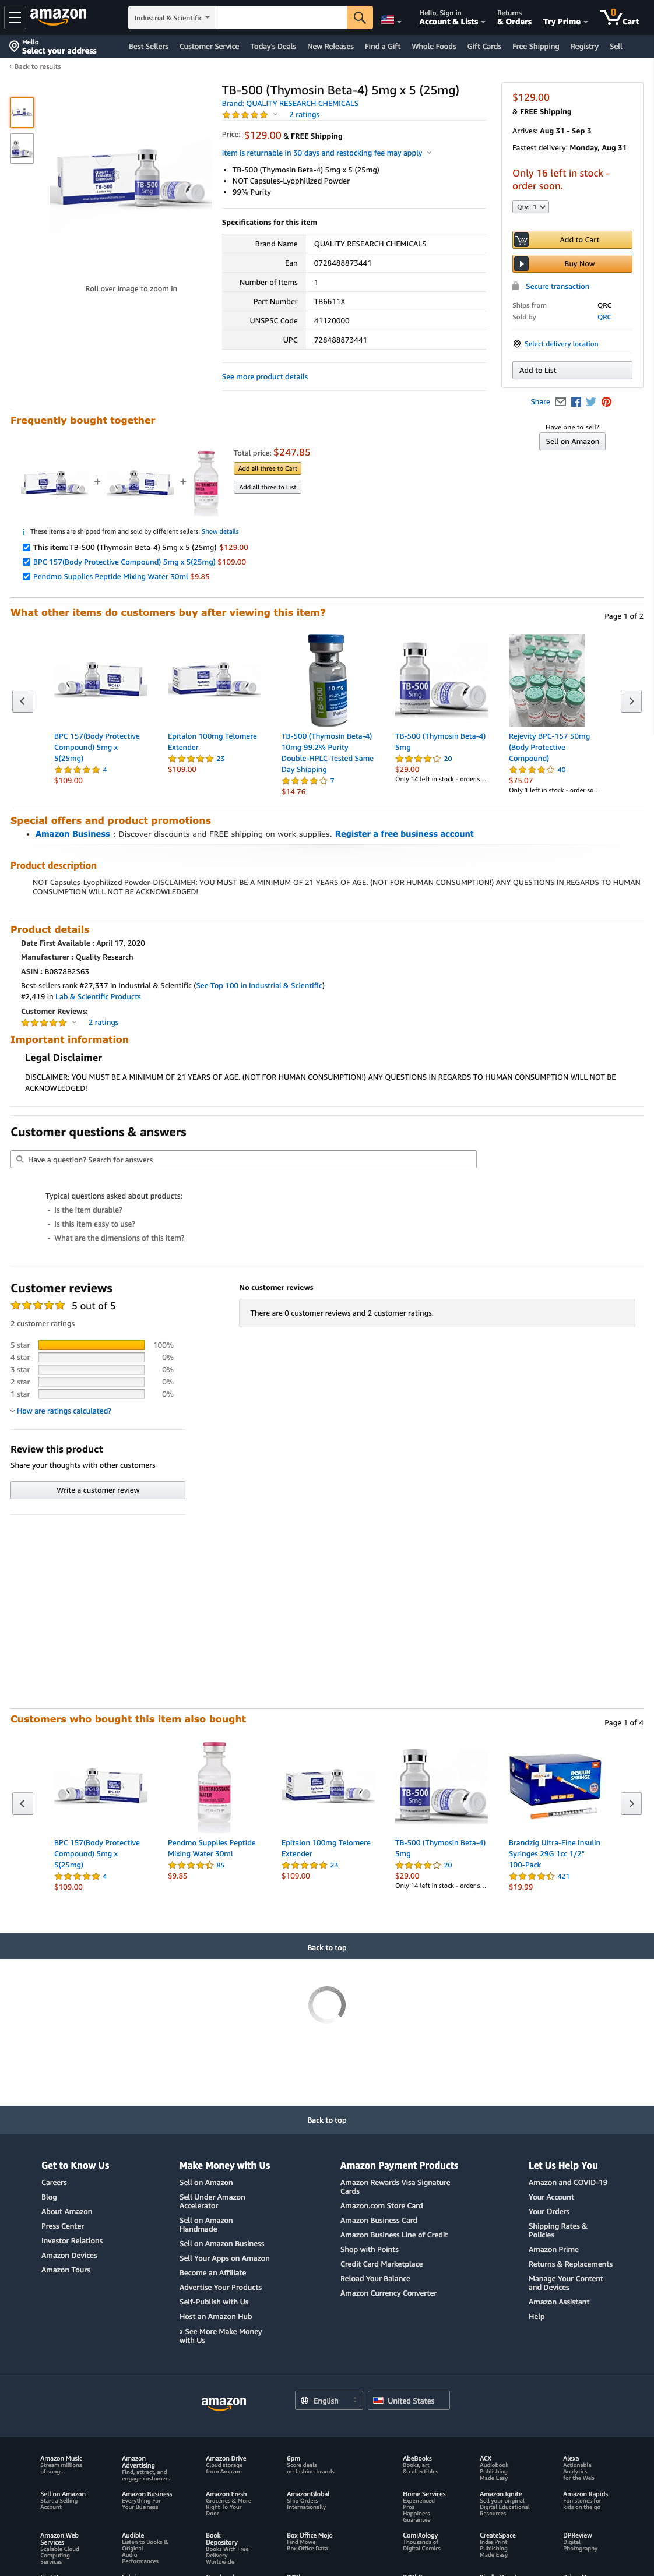 amazon
Industrial & Scientific
Hello, Sign in
Account & Lists
Returns
& Orders
Try Prime
0
Cart
Hello
Select your address
Best Sellers
Customer Service
Today's Deals
New Releases
Find a Gift
Whole Foods
Gift Cards
Free Shipping
Registry
Sell
‹ Back to results
Roll over image to zoom in
TB-500 (Thymosin Beta-4) 5mg x 5 (25mg)
Brand: QUALITY RESEARCH CHEMICALS
2 ratings
Price: $129.00 & FREE Shipping
Item is returnable in 30 days and restocking fee may apply
• TB-500 (Thymosin Beta-4) 5mg x 5 (25mg)
• NOT Capsules-Lyophilized Powder
• 99% Purity
Specifications for this item
Brand Name QUALITY RESEARCH CHEMICALS
Ean 0728488873441
Number of Items 1
Part Number TB6611X
UNSPSC Code 41120000
UPC 728488873441
See more product details
$129.00
& FREE Shipping
Arrives: Aug 31 - Sep 3
Fastest delivery: Monday, Aug 31
Only 16 left in stock -
order soon.
Qty: 1
Add to Cart
Buy Now
Secure transaction
Ships from QRC
Sold by QRC
Select delivery location
Add to List
Share
Have one to sell?
Sell on Amazon
Frequently bought together
+
+
Total price: $247.85
Add all three to Cart
Add all three to List
i These items are shipped from and sold by different sellers. Show details
This item: TB-500 (Thymosin Beta-4) 5mg x 5 (25mg) $129.00
BPC 157(Body Protective Compound) 5mg x 5(25mg) $109.00
Pendmo Supplies Peptide Mixing Water 30ml $9.85
What other items do customers buy after viewing this item?
Page 1 of 2
BPC 157(Body Protective
Compound) 5mg x
5(25mg)
4
$109.00
Epitalon 100mg Telomere
Extender
23
$109.00
TB-500 (Thymosin Beta-4)
10mg 99.2% Purity
Double-HPLC-Tested Same
Day Shipping
7
$14.76
TB-500 (Thymosin Beta-4)
5mg
20
$29.00
Only 14 left in stock - order s…
Rejevity BPC-157 50mg
(Body Protective
Compound)
40
$75.07
Only 1 left in stock - order so…
Special offers and product promotions
• Amazon Business : Discover discounts and FREE shipping on work supplies. Register a free business account
Product description
NOT Capsules-Lyophilized Powder-DISCLAIMER: YOU MUST BE A MINIMUM OF 21 YEARS OF AGE. (NOT FOR HUMAN CONSUMPTION!) ANY QUESTIONS IN REGARDS TO HUMAN
CONSUMPTION WILL NOT BE ACKNOWLEDGED!
Product details
Date First Available : April 17, 2020
Manufacturer : Quality Research
ASIN : B0878B2S63
Best-sellers rank #27,337 in Industrial & Scientific (See Top 100 in Industrial & Scientific)
#2,419 in Lab & Scientific Products
Customer Reviews:
2 ratings
Important information
Legal Disclaimer
DISCLAIMER: YOU MUST BE A MINIMUM OF 21 YEARS OF AGE. (NOT FOR HUMAN CONSUMPTION!) ANY QUESTIONS IN REGARDS TO HUMAN CONSUMPTION WILL NOT BE
ACKNOWLEDGED!
Customer questions & answers
Have a question? Search for answers
Typical questions asked about products:
- Is the item durable?
- Is this item easy to use?
- What are the dimensions of this item?
Customer reviews
5 out of 5
2 customer ratings
5 star 100%
4 star 0%
3 star 0%
2 star 0%
1 star 0%
How are ratings calculated?
No customer reviews
There are 0 customer reviews and 2 customer ratings.
Review this product
Share your thoughts with other customers
Write a customer review
Customers who bought this item also bought
Page 1 of 4
BPC 157(Body Protective
Compound) 5mg x
5(25mg)
4
$109.00
Pendmo Supplies Peptide
Mixing Water 30ml
85
$9.85
Epitalon 100mg Telomere
Extender
23
$109.00
TB-500 (Thymosin Beta-4)
5mg
20
$29.00
Only 14 left in stock - order s…
Brandzig Ultra-Fine Insulin
Syringes 29G 1cc 1/2"
100-Pack
421
$19.99
Back to top
Back to top
Get to Know Us
Careers
Blog
About Amazon
Press Center
Investor Relations
Amazon Devices
Amazon Tours
Make Money with Us
Sell on Amazon
Sell Under Amazon
Accelerator
Sell on Amazon
Handmade
Sell on Amazon Business
Sell Your Apps on Amazon
Become an Affiliate
Advertise Your Products
Self-Publish with Us
Host an Amazon Hub
› See More Make Money
with Us
Amazon Payment Products
Amazon Rewards Visa Signature
Cards
Amazon.com Store Card
Amazon Business Card
Amazon Business Line of Credit
Shop with Points
Credit Card Marketplace
Reload Your Balance
Amazon Currency Converter
Let Us Help You
Amazon and COVID-19
Your Account
Your Orders
Shipping Rates &
Policies
Amazon Prime
Returns & Replacements
Manage Your Content
and Devices
Amazon Assistant
Help
amazon
English
United States
Amazon Music
Stream millions
of songs
Amazon
Advertising
Find, attract, and
engage customers
Amazon Drive
Cloud storage
from Amazon
6pm
Score deals
on fashion brands
AbeBooks
Books, art
& collectibles
ACX
Audiobook
Publishing
Made Easy
Alexa
Actionable
Analytics
for the Web
Sell on Amazon
Start a Selling
Account
Amazon Business
Everything For
Your Business
Amazon Fresh
Groceries & More
Right To Your
Door
AmazonGlobal
Ship Orders
Internationally
Home Services
Experienced
Pros
Happiness
Guarantee
Amazon Ignite
Sell your original
Digital Educational
Resources
Amazon Rapids
Fun stories for
kids on the go
Amazon Web
Services
Scalable Cloud
Computing
Services
Audible
Listen to Books &
Original
Audio
Performances
Book
Depository
Books With Free
Delivery
Worldwide
Box Office Mojo
Find Movie
Box Office Data
ComiXology
Thousands of
Digital Comics
CreateSpace
Indie Print
Publishing
Made Easy
DPReview
Digital
Photography